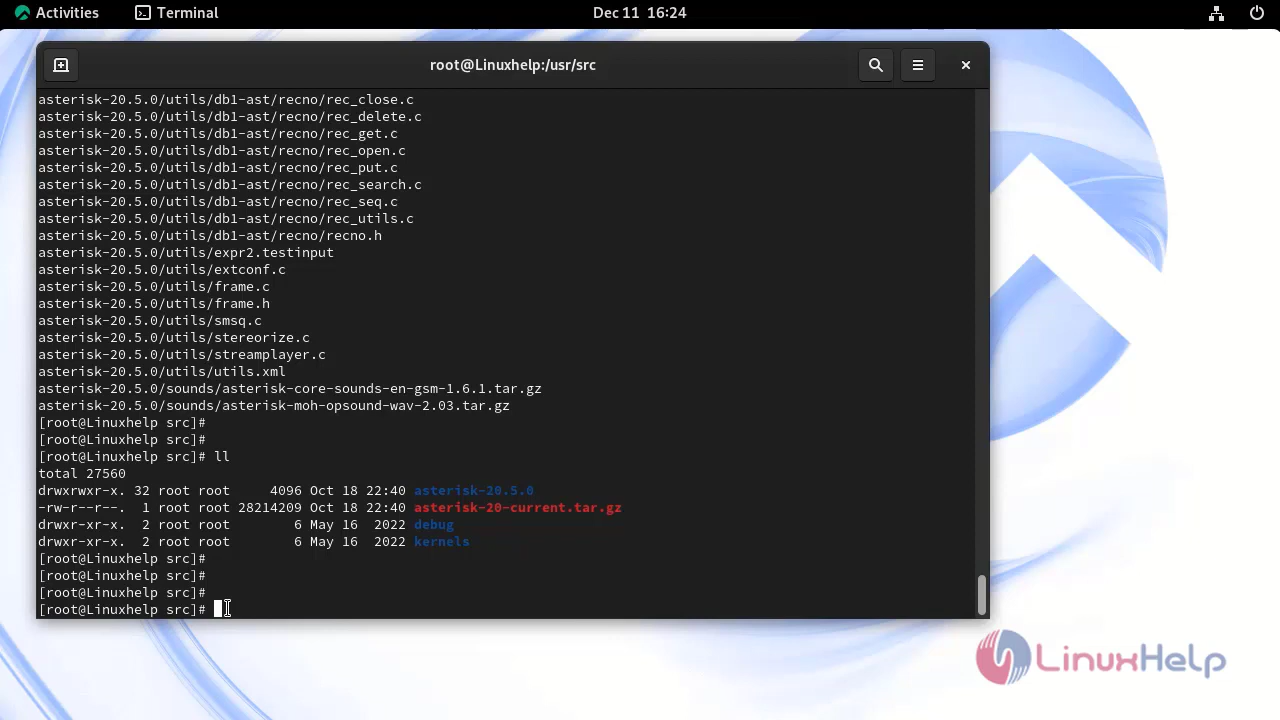 Activities Terminal Dec 11 16:24
root@Linuxhelp:/usr/src
asterisk-20.5.0/utils/db1-ast/recno/rec_close.c
asterisk-20.5.0/utils/db1-ast/recno/rec_delete.c
asterisk-20.5.0/utils/db1-ast/recno/rec_get.c
asterisk-20.5.0/utils/db1-ast/recno/rec_open.c
asterisk-20.5.0/utils/db1-ast/recno/rec_put.c
asterisk-20.5.0/utils/db1-ast/recno/rec_search.c
asterisk-20.5.0/utils/db1-ast/recno/rec_seq.c
asterisk-20.5.0/utils/db1-ast/recno/rec_utils.c
asterisk-20.5.0/utils/db1-ast/recno/recno.h
asterisk-20.5.0/utils/expr2.testinput
asterisk-20.5.0/utils/extconf.c
asterisk-20.5.0/utils/frame.c
asterisk-20.5.0/utils/frame.h
asterisk-20.5.0/utils/smsq.c
asterisk-20.5.0/utils/stereorize.c
asterisk-20.5.0/utils/streamplayer.c
asterisk-20.5.0/utils/utils.xml
asterisk-20.5.0/sounds/asterisk-core-sounds-en-gsm-1.6.1.tar.gz
asterisk-20.5.0/sounds/asterisk-moh-opsound-wav-2.03.tar.gz
[root@Linuxhelp src]#
[root@Linuxhelp src]#
[root@Linuxhelp src]# ll
total 27560
drwxrwxr-x. 32 root root     4096 Oct 18 22:40 asterisk-20.5.0
-rw-r--r--.  1 root root 28214209 Oct 18 22:40 asterisk-20-current.tar.gz
drwxr-xr-x.  2 root root        6 May 16  2022 debug
drwxr-xr-x.  2 root root        6 May 16  2022 kernels
[root@Linuxhelp src]#
[root@Linuxhelp src]#
[root@Linuxhelp src]#
[root@Linuxhelp src]#
LinuxHelp